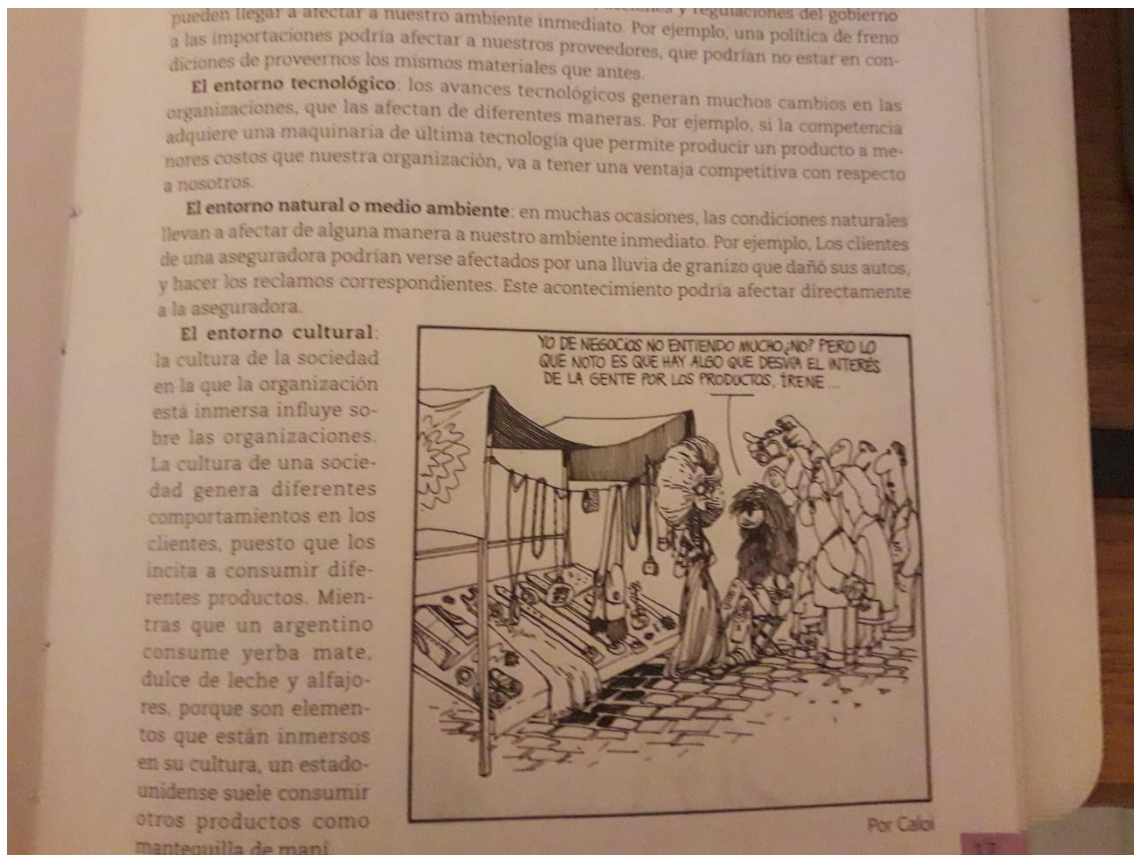 pueden llegar a afectar a nuestro ambiente inmediato. Por ejemplo, una política de freno
y regulaciones del gobierno
a las importaciones podría afectar a nuestros proveedores, que podrían no estar en con-
diciones de proveernos los mismos materiales que antes.
El entorno tecnológico: los avances tecnológicos generan muchos cambios en las
organizaciones, que las afectan de diferentes maneras. Por ejemplo, si la competencia
adquiere una maquinaria de última tecnología que permite producir un producto a me-
nores costos que nuestra organización, va a tener una ventaja competitiva con respecto
a nosotros.
El entorno natural o medio ambiente: en muchas ocasiones, las condiciones naturales
llevan a afectar de alguna manera a nuestro ambiente inmediato. Por ejemplo, Los clientes
de una aseguradora podrían verse afectados por una lluvia de granizo que dañó sus autos,
y hacer los reclamos correspondientes. Este acontecimiento podría afectar directamente
a la aseguradora.
El entorno cultural:
la cultura de la sociedad
en la que la organización
está inmersa influye so-
bre las organizaciones.
La cultura de una socie-
dad genera diferentes
comportamientos en los
clientes, puesto que los
incita a consumir dife-
rentes productos. Mien-
tras que un argentino
consume yerba mate,
dulce de leche y alfajo-
res, porque son elemen-
tos que están inmersos
en su cultura, un estado-
unidense suele consumir
otros productos como
mantequilla de maní.
YO DE NEGOCIOS NO ENTIENDO MUCHO ¿NO? PERO LO
QUE NOTO ES QUE HAY ALGO QUE DESVÍA EL INTERÉS
DE LA GENTE POR LOS PRODUCTOS, IRENE...
Por Caloi
17